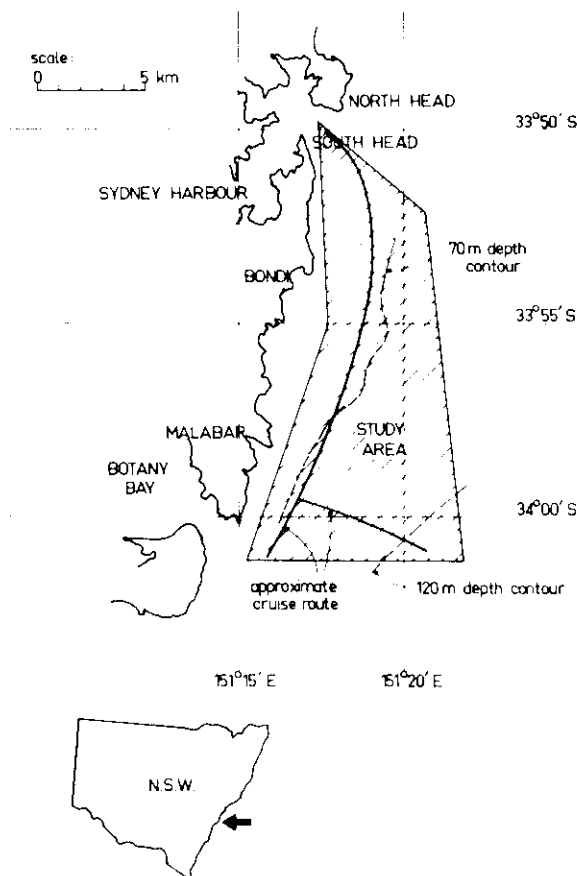 scale:
0 5 km
NORTH HEAD
33°50' S
SOUTH HEAD
SYDNEY HARBOUR
70 m depth
contour
BONDI
33°55' S
MALABAR
STUDY
AREA
BOTANY
BAY
34°00' S
approximate
cruise route
120 m depth contour
151°15' E
151°20' E
N.S.W.